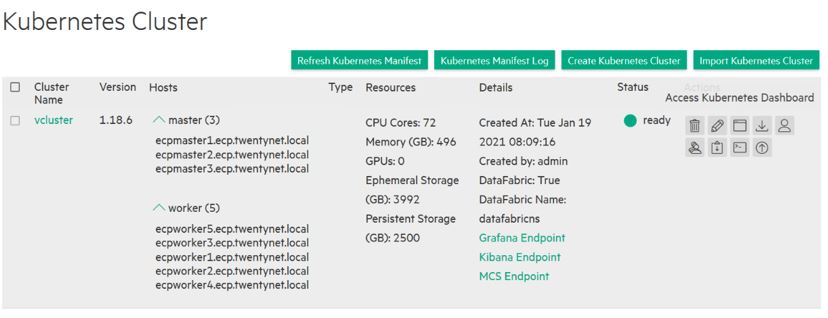 Kubernetes Cluster
Refresh Kubernetes Manifest
Kubernetes Manifest Log
Create Kubernetes Cluster
Import Kubernetes Cluster
Cluster Name
Version
Hosts
Type
Resources
Details
Status
Actions
Access Kubernetes Dashboard
vcluster
1.18.6
master (3)
ecpmaster1.ecp.twentynet.local
ecpmaster2.ecp.twentynet.local
ecpmaster3.ecp.twentynet.local
worker (5)
ecpworker5.ecp.twentynet.local
ecpworker3.ecp.twentynet.local
ecpworker1.ecp.twentynet.local
ecpworker2.ecp.twentynet.local
ecpworker4.ecp.twentynet.local
CPU Cores: 72
Memory (GB): 496
GPUs: 0
Ephemeral Storage
(GB): 3992
Persistent Storage
(GB): 2500
Created At: Tue Jan 19
2021 08:09:16
Created by: admin
DataFabric: True
DataFabric Name:
datafabricns
Grafana Endpoint
Kibana Endpoint
MCS Endpoint
ready